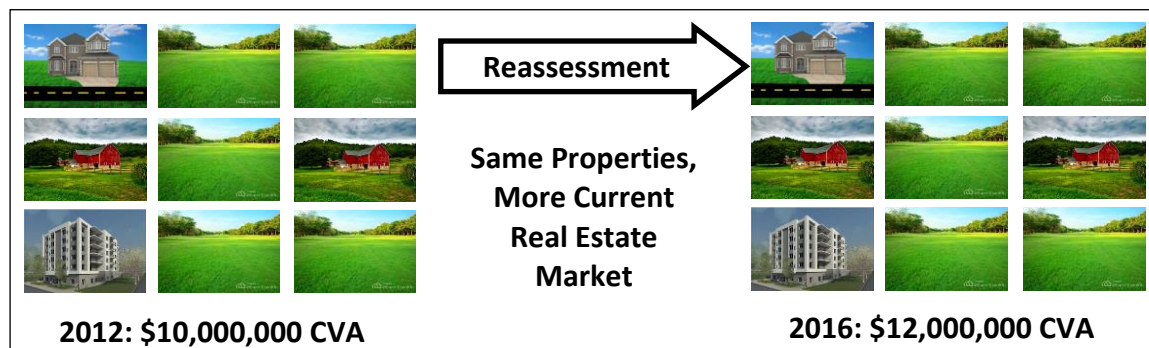 Reassessment
Same Properties,
More Current
Real Estate
Market
2012: $10,000,000 CVA
2016: $12,000,000 CVA